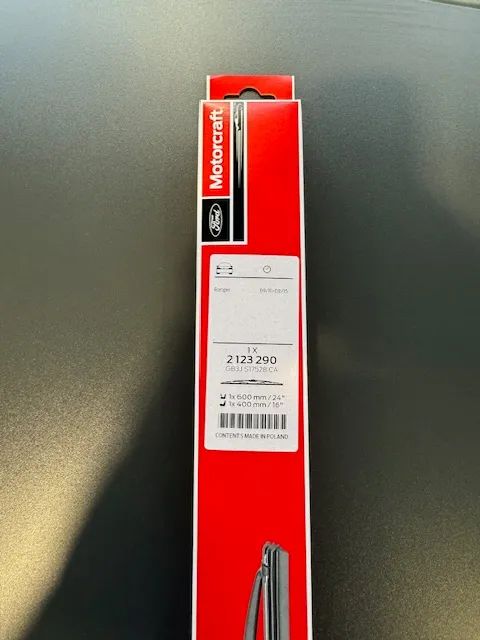 Motorcraft
Ford
Ranger
1 X
2 123 290
GB3J S17528 CA
1x 600 mm / 24"
1x 400 mm / 16"
CONTENTS MADE IN POLAND